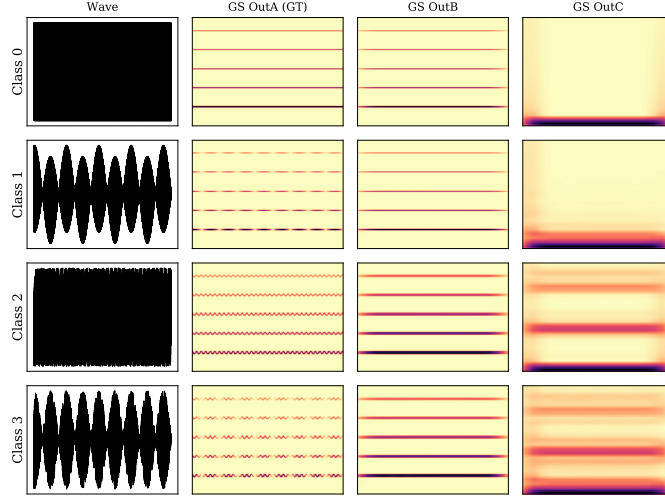 Wave GS OutA (GT) GS OutB GS OutC
Class 0
Class 1
Class 2
Class 3